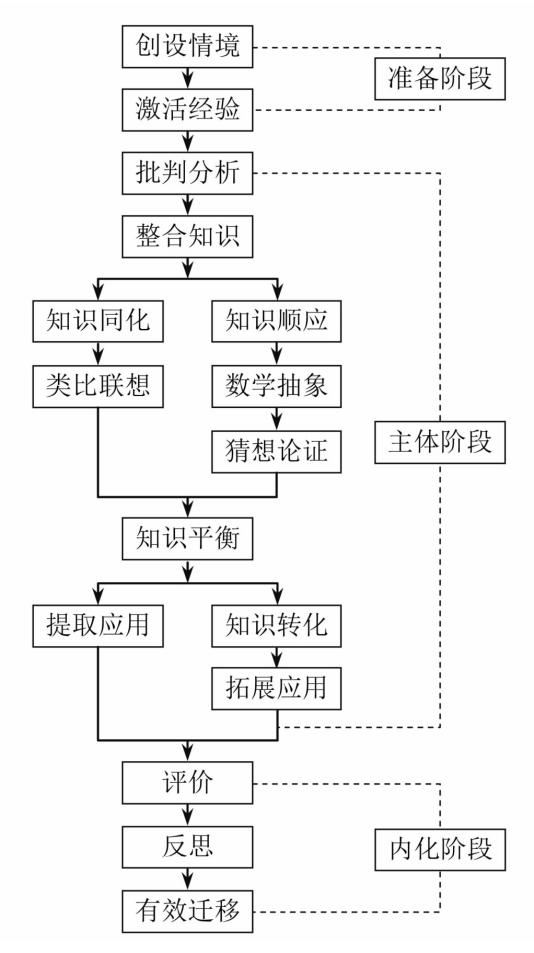 创设情境
准备阶段
激活经验
批判分析
整合知识
知识同化
知识顺应
类比联想
数学抽象
猜想论证
主体阶段
知识平衡
提取应用
知识转化
拓展应用
评价
反思
内化阶段
有效迁移